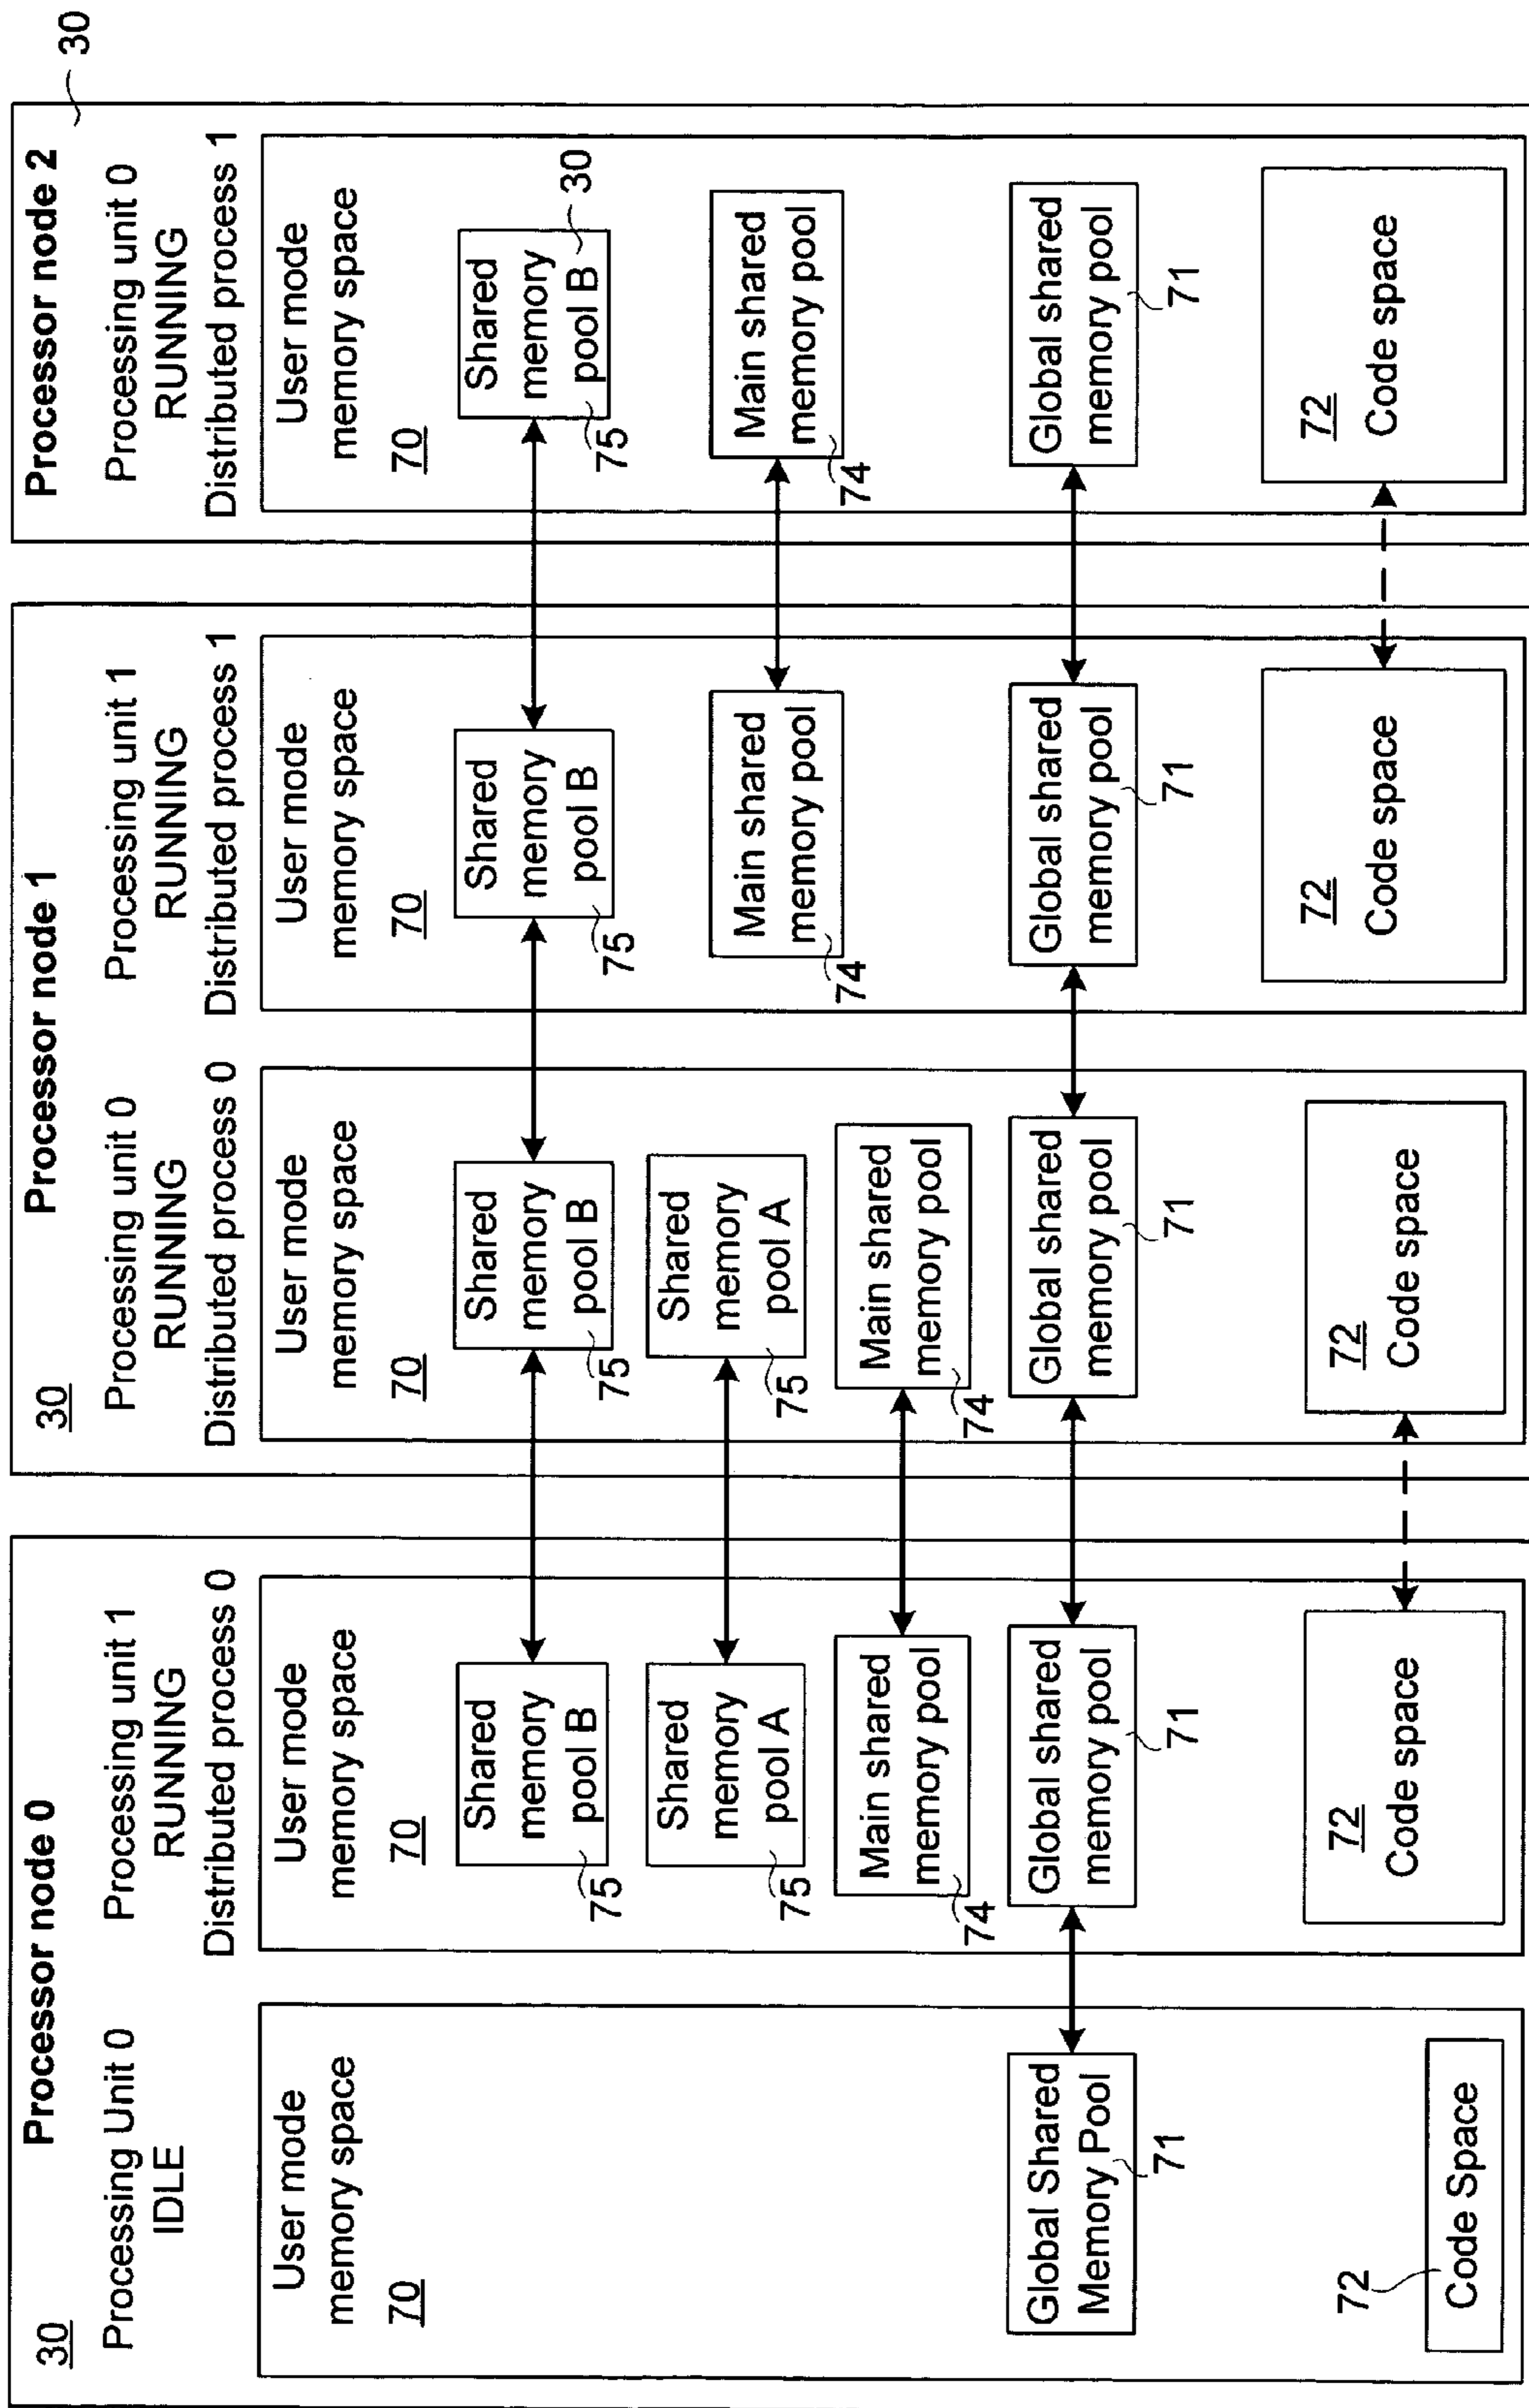 30
Processor node 0
Processing Unit 0
IDLE
User mode
memory space
70
Global Shared
Memory Pool
71
72
Code Space
Processing unit 1
RUNNING
Distributed process 0
User mode
memory space
70
Shared
memory
pool B
75
Shared
memory
pool A
75
Main shared
memory pool
74
Global shared
memory pool
71
72
Code space
30
Processor node 1
Processing unit 0
RUNNING
Distributed process 0
User mode
memory space
70
Shared
memory
pool B
75
Shared
memory
pool A
75
Main shared
memory pool
74
Global shared
memory pool
71
72
Code space
Processing unit 1
RUNNING
Distributed process 1
User mode
memory space
70
Shared
memory
pool B
75
Main shared
memory pool
74
Global shared
memory pool
71
72
Code space
Processor node 2
30
Processing unit 0
RUNNING
Distributed process 1
User mode
memory space
70
Shared
memory
pool B
30
75
Main shared
memory pool
74
Global shared
memory pool
71
72
Code space